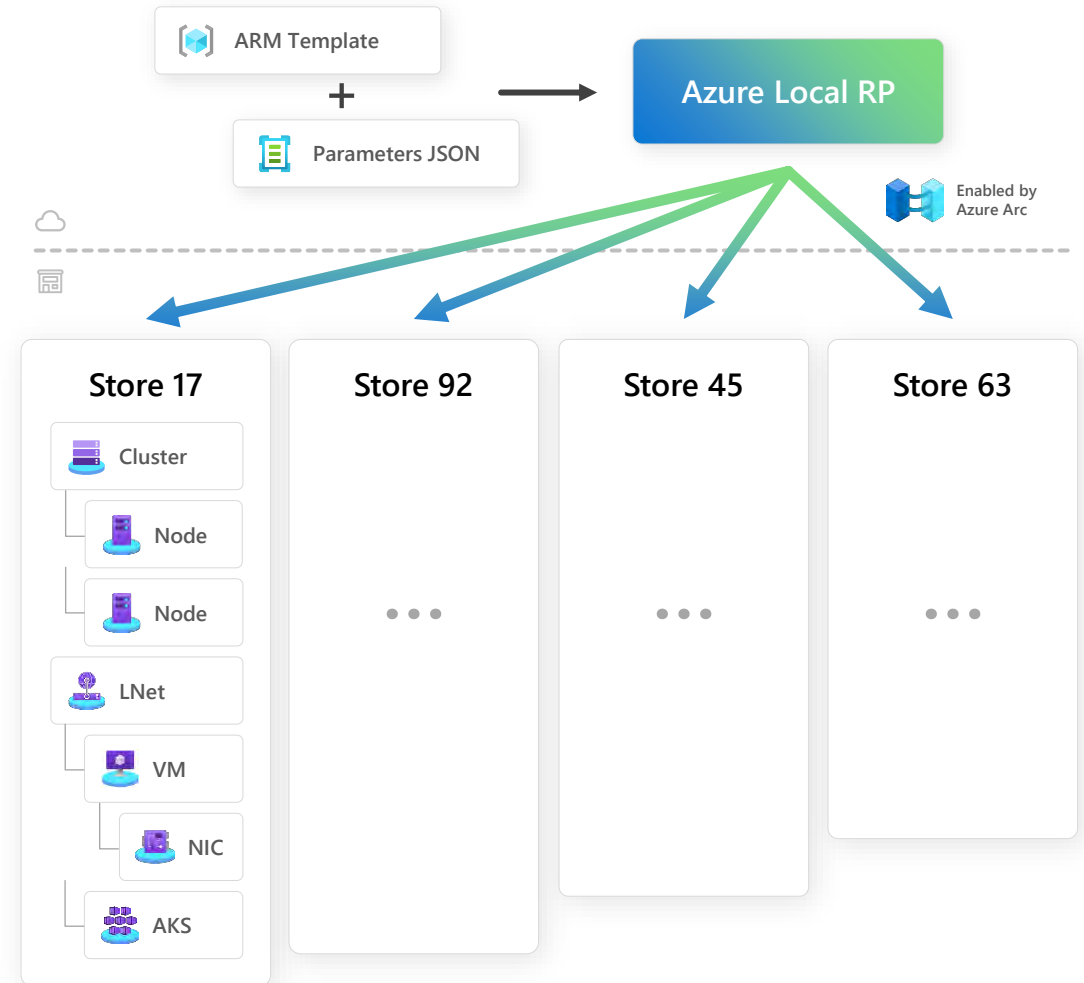 ARM Template
+
Parameters JSON
Azure Local RP
Enabled by
Azure Arc
Store 17
Store 92
Store 45
Store 63
Cluster
Node
Node
LNet
VM
NIC
AKS